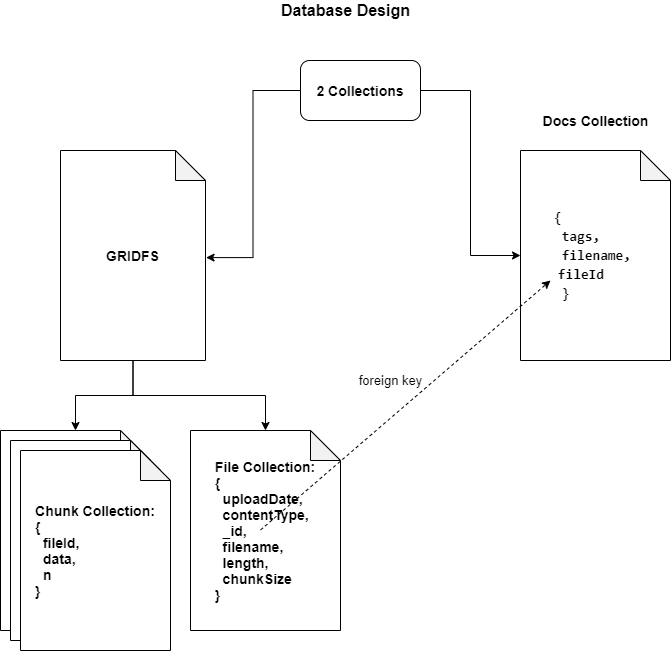 Database Design
2 Collections
Docs Collection
GRIDFS
{
tags,
filename,
fileId
}
foreign key
Chunk Collection:
{
fileId,
data,
n
}
File Collection:
{
uploadDate,
contentType,
_id,
filename,
length,
chunkSize
}